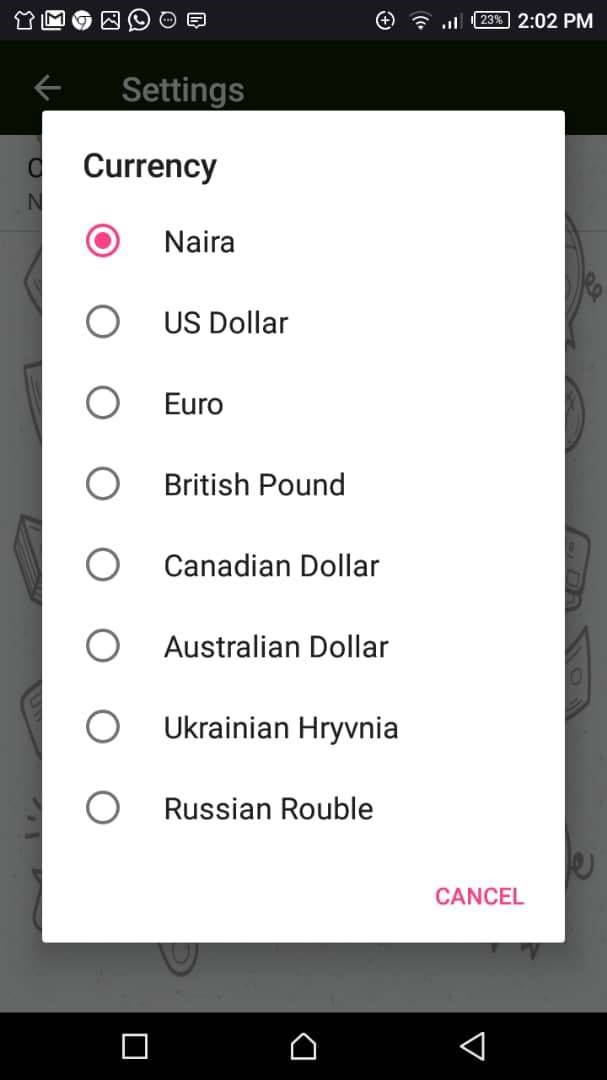 23% 2:02 PM
Settings
Currency
Naira
US Dollar
Euro
British Pound
Canadian Dollar
Australian Dollar
Ukrainian Hryvnia
Russian Rouble
CANCEL